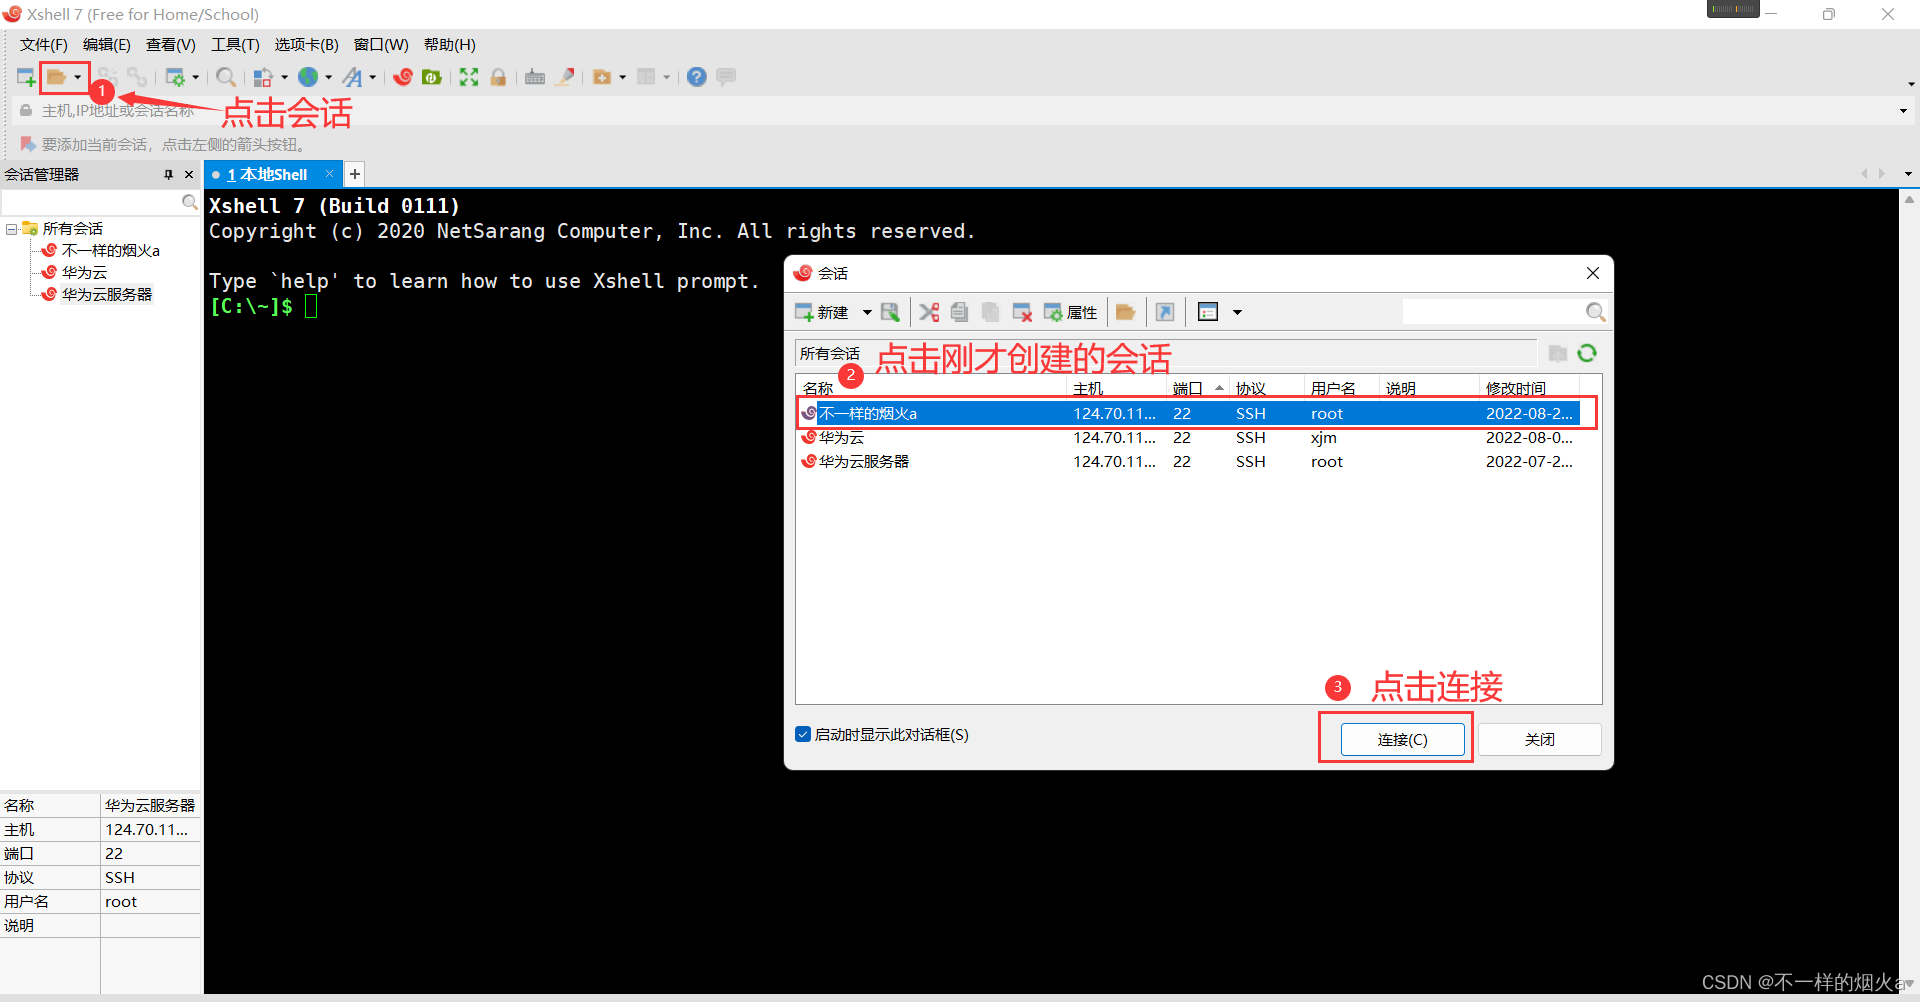 Xshell 7 (Free for Home/School)
文件(F) 编辑(E) 查看(V) 工具(T) 选项卡(B) 窗口(W) 帮助(H)
1
点击会话
主机,IP地址或会话名称
要添加当前会话，点击左侧的箭头按钮。
会话管理器
1 本地Shell
所有会话
不一样的烟火a
华为云
华为云服务器
Xshell 7 (Build 0111)
Copyright (c) 2020 NetSarang Computer, Inc. All rights reserved.
Type `help' to learn how to use Xshell prompt.
[C:\~]$
会话
新建 属性
所有会话
2 点击刚才创建的会话
名称 主机 端口 协议 用户名 说明 修改时间
不一样的烟火a 124.70.11... 22 SSH root 2022-08-2...
华为云 124.70.11... 22 SSH xjm 2022-08-0...
华为云服务器 124.70.11... 22 SSH root 2022-07-2...
3 点击连接
启动时显示此对话框(S)
连接(C) 关闭
名称 华为云服务器
主机 124.70.11...
端口 22
协议 SSH
用户名 root
说明
CSDN @不一样的烟火a